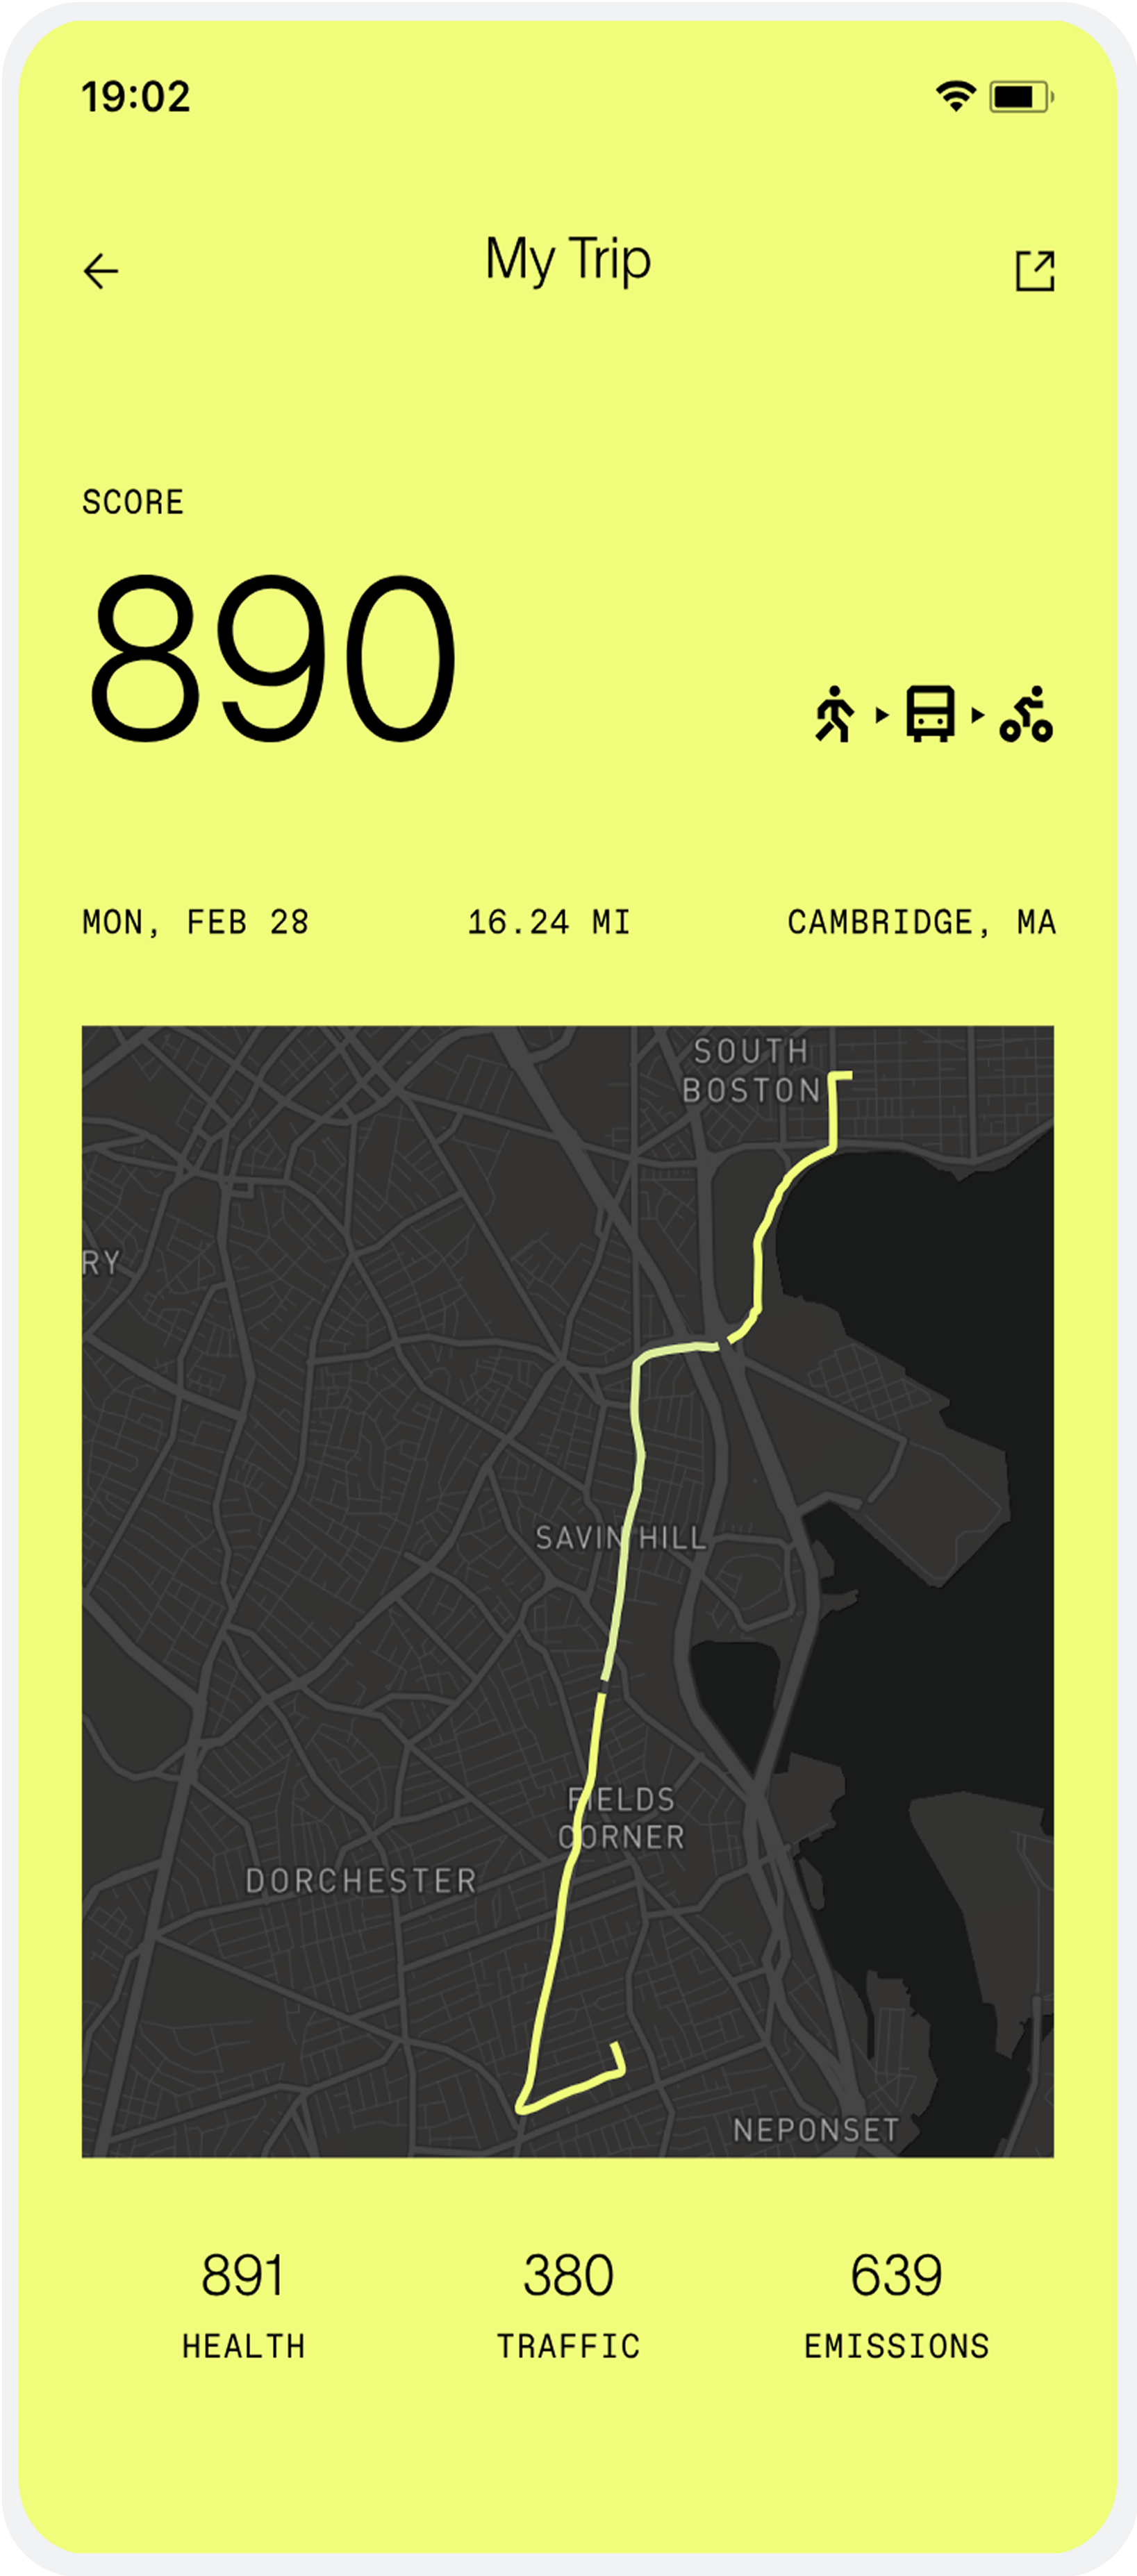 19:02
My Trip
SCORE
890
MON, FEB 28 16.24 MI CAMBRIDGE, MA
SOUTH
BOSTON
RY
SAVIN HILL
FIELDS
CORNER
DORCHESTER
NEPONSET
891 380 639
HEALTH TRAFFIC EMISSIONS